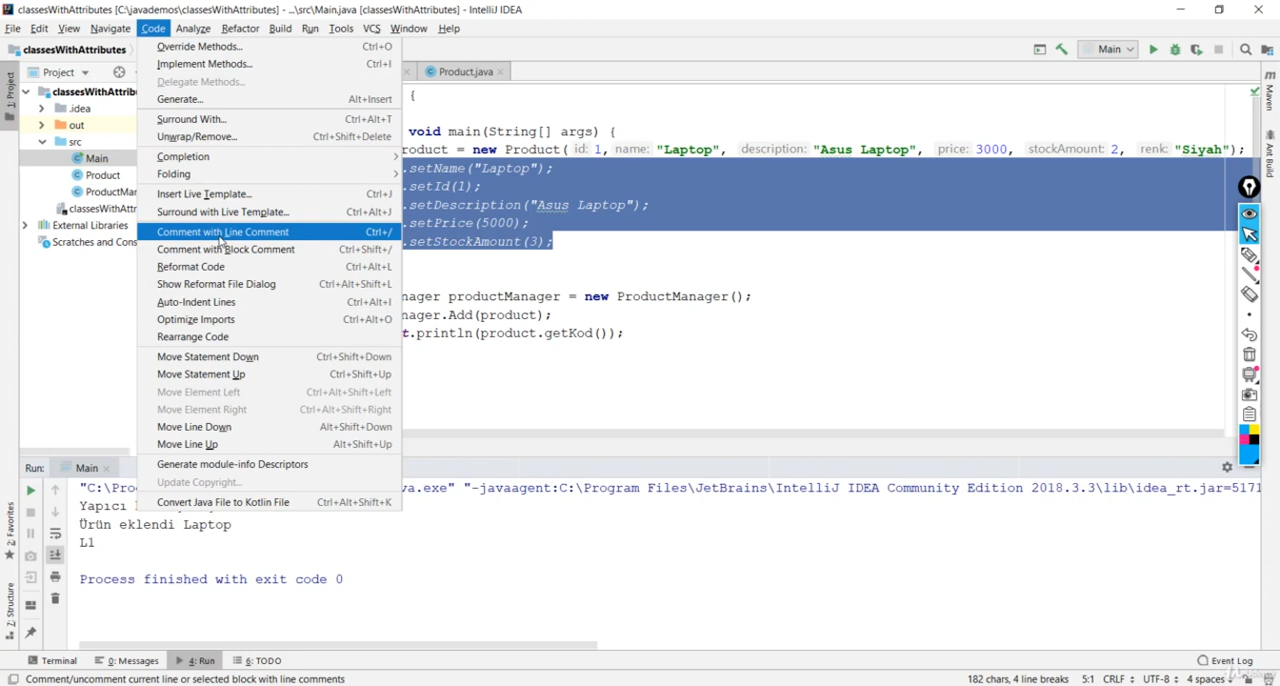 classesWithAttributes [C:\javademos\classesWithAttributes] - ...\src\Main.java [classesWithAttributes] - IntelliJ IDEA
File Edit View Navigate Code Analyze Refactor Build Run Tools VCS Window Help
classesWithAttributes
Main
Project
Product.java
1: Project
Maven
Ant Build
classesWithAttribu
.idea
out
src
Main
Product
ProductMan
classesWithAttr
External Libraries
Scratches and Cons
Override Methods... Ctrl+O
Implement Methods... Ctrl+I
Delegate Methods...
Generate... Alt+Insert
Surround With... Ctrl+Alt+T
Unwrap/Remove... Ctrl+Shift+Delete
Completion
Folding
Insert Live Template... Ctrl+J
Surround with Live Template... Ctrl+Alt+J
Comment with Line Comment Ctrl+/
Comment with Block Comment Ctrl+Shift+/
Reformat Code Ctrl+Alt+L
Show Reformat File Dialog Ctrl+Alt+Shift+L
Auto-Indent Lines Ctrl+Alt+I
Optimize Imports Ctrl+Alt+O
Rearrange Code
Move Statement Down Ctrl+Shift+Down
Move Statement Up Ctrl+Shift+Up
Move Element Left Ctrl+Alt+Shift+Left
Move Element Right Ctrl+Alt+Shift+Right
Move Line Down Alt+Shift+Down
Move Line Up Alt+Shift+Up
Generate module-info Descriptors
Update Copyright...
Convert Java File to Kotlin File Ctrl+Alt+Shift+K
{
void main(String[] args) {
roduct = new Product( id: 1, name: "Laptop", description: "Asus Laptop", price: 3000, stockAmount: 2, renk: "Siyah");
.setName("Laptop");
.setId(1);
.setDescription("Asus Laptop");
.setPrice(5000);
.setStockAmount(3);
nager productManager = new ProductManager();
nager.Add(product);
t.println(product.getKod());
Run: Main
"C:\Pro va.exe" "-javaagent:C:\Program Files\JetBrains\IntelliJ IDEA Community Edition 2018.3.3\lib\idea_rt.jar=5171
Yapıcı
Ürün eklendi Laptop
L1
Process finished with exit code 0
2: Favorites
7: Structure
Terminal 0: Messages 4: Run 6: TODO Event Log
Comment/uncomment current line or selected block with line comments 182 chars, 4 line breaks 5:1 CRLF UTF-8 4 spaces